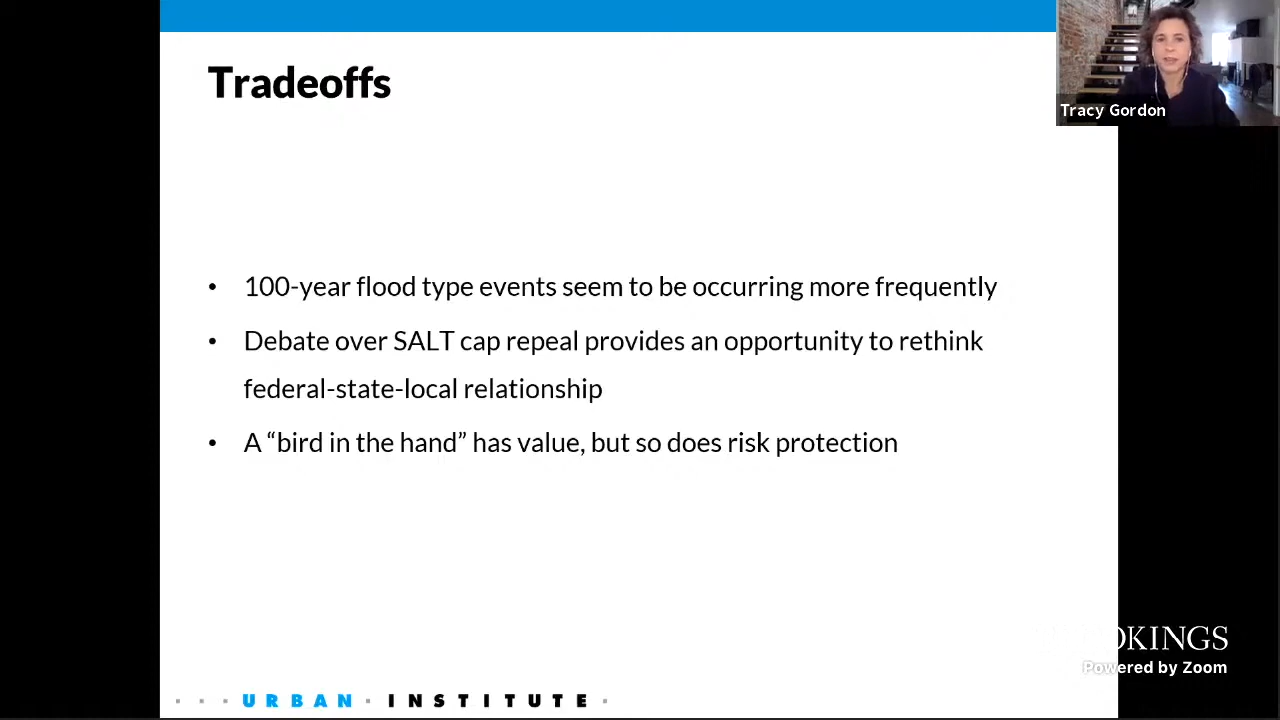 Tradeoffs
Tracy Gordon
• 100-year flood type events seem to be occurring more frequently
• Debate over SALT cap repeal provides an opportunity to rethink
federal-state-local relationship
• A “bird in the hand” has value, but so does risk protection
OKINGS
Powered by Zoom
URBAN · INSTITUTE